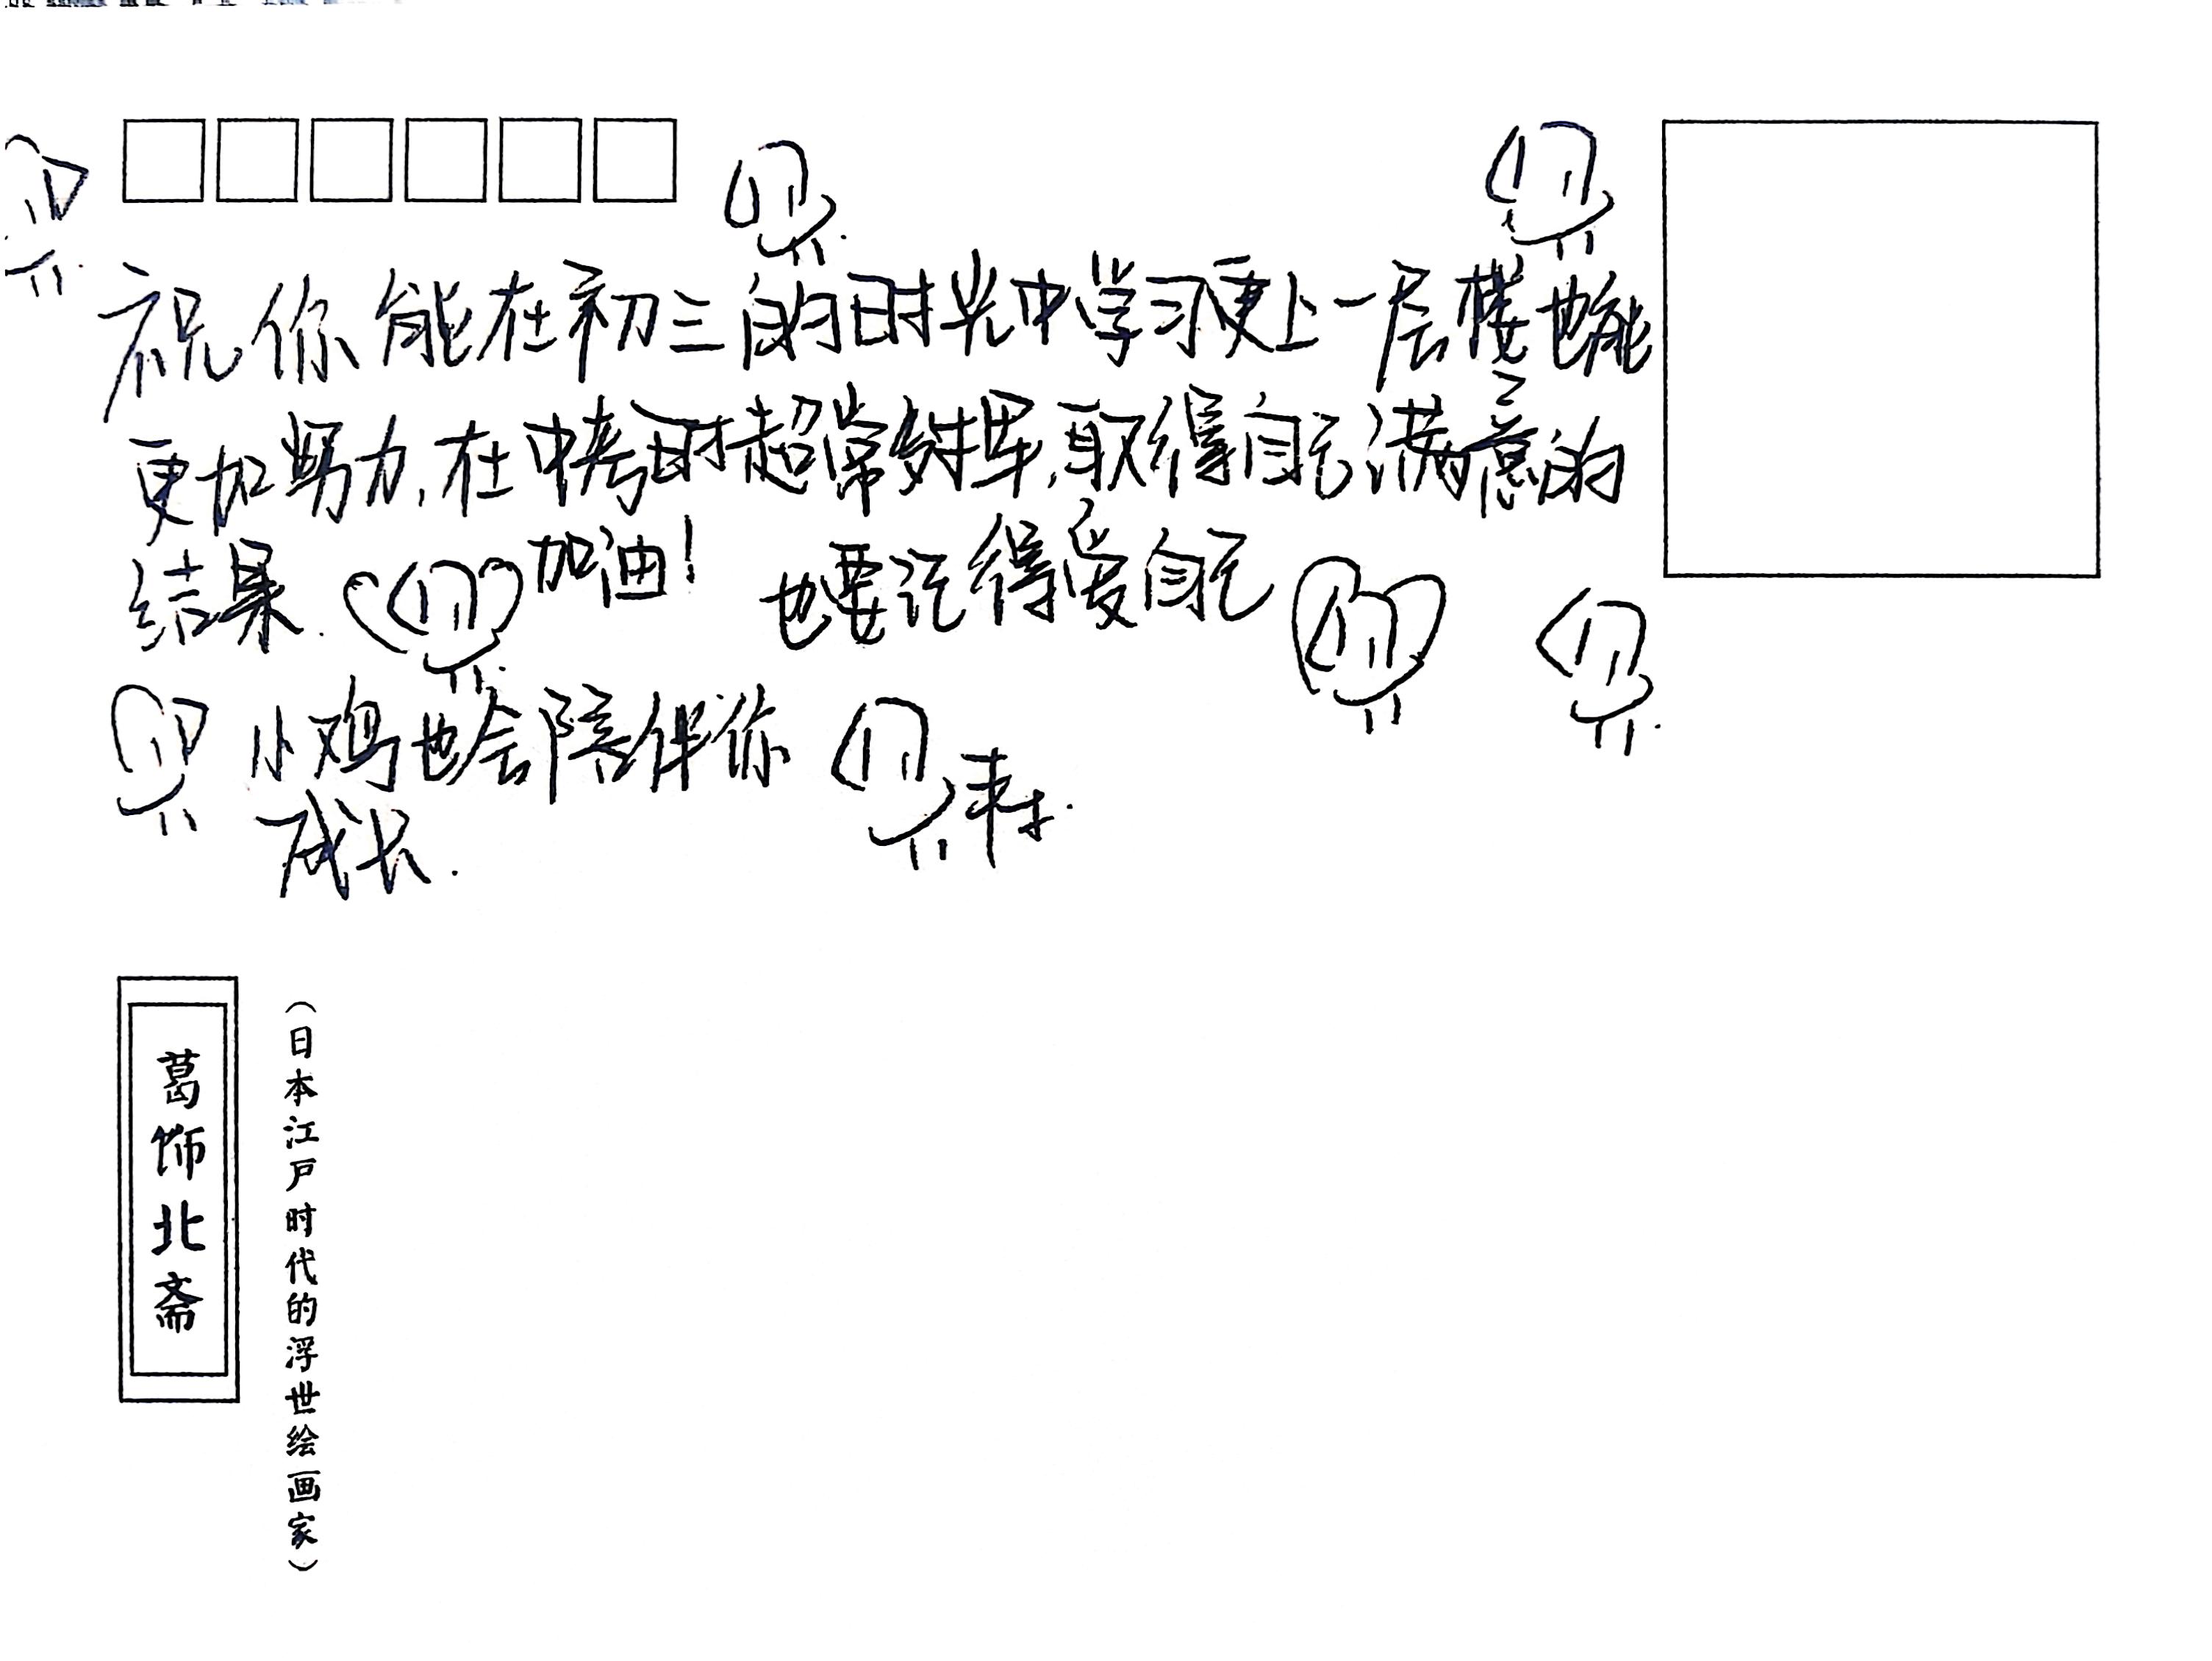 祝你能在初三的时光中学习更上一层楼也能
更加努力,在中考时超常发挥,取得自己满意的
结果. 加油! 也要记得爱自己
小鸡也会陪伴你
成长.
葛饰北斋
(日本江户时代的浮世绘画家)